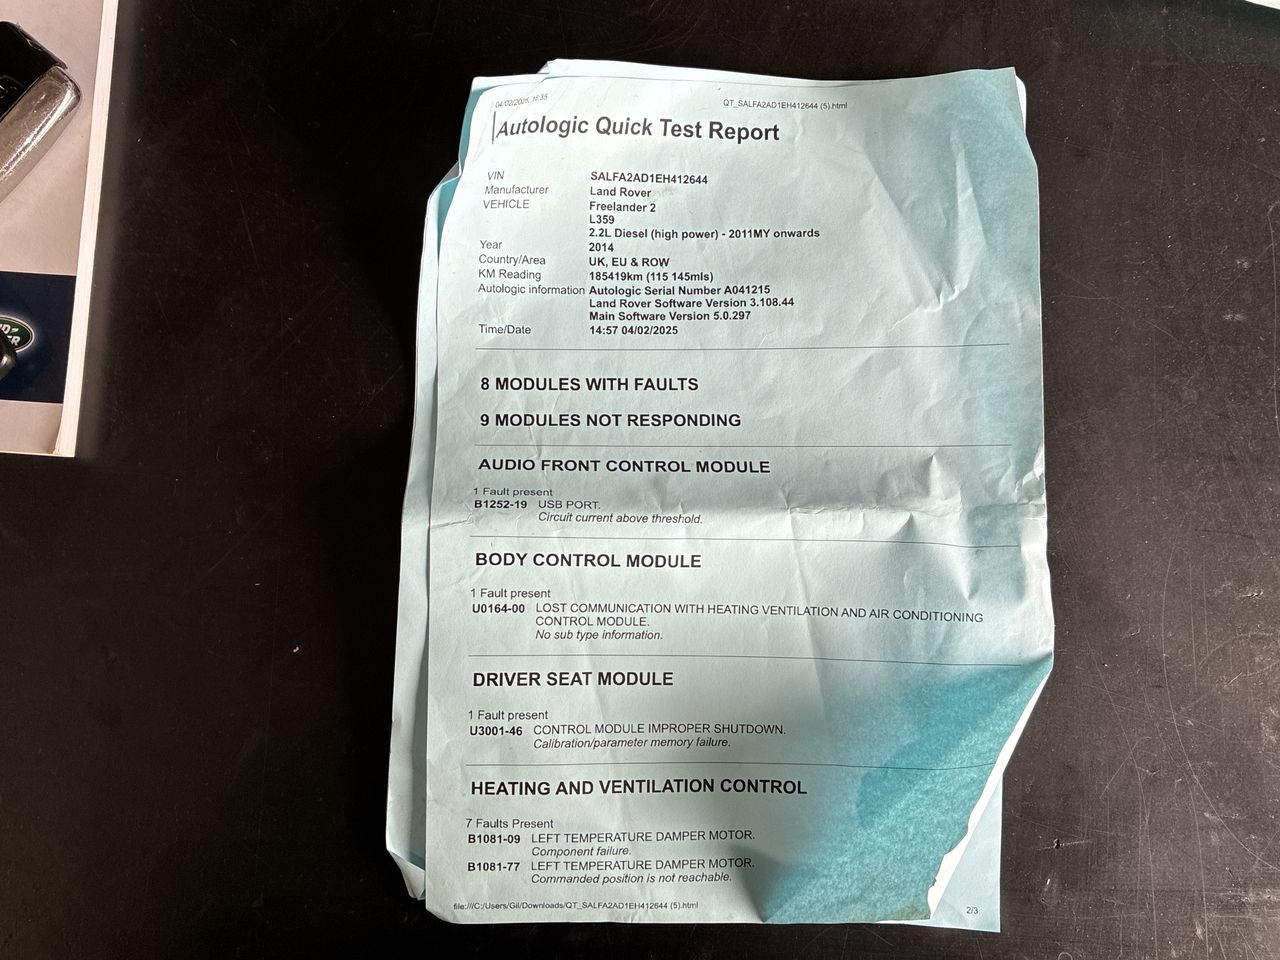 04/02/2025, 16:35
QT_SALFA2AD1EH412644 (5).html
Autologic Quick Test Report
VIN SALFA2AD1EH412644
Manufacturer Land Rover
VEHICLE Freelander 2
L359
2.2L Diesel (high power) - 2011MY onwards
Year 2014
Country/Area UK, EU & ROW
KM Reading 185419km (115 145mls)
Autologic information Autologic Serial Number A041215
Land Rover Software Version 3.108.44
Main Software Version 5.0.297
Time/Date 14:57 04/02/2025
8 MODULES WITH FAULTS
9 MODULES NOT RESPONDING
AUDIO FRONT CONTROL MODULE
1 Fault present
B1252-19 USB PORT.
Circuit current above threshold.
BODY CONTROL MODULE
1 Fault present
U0164-00 LOST COMMUNICATION WITH HEATING VENTILATION AND AIR CONDITIONING
CONTROL MODULE.
No sub type information.
DRIVER SEAT MODULE
1 Fault present
U3001-46 CONTROL MODULE IMPROPER SHUTDOWN.
Calibration/parameter memory failure.
HEATING AND VENTILATION CONTROL
7 Faults Present
B1081-09 LEFT TEMPERATURE DAMPER MOTOR.
Component failure.
B1081-77 LEFT TEMPERATURE DAMPER MOTOR.
Commanded position is not reachable.
file:///C:/Users/Gil/Downloads/QT_SALFA2AD1EH412644 (5).html
2/3